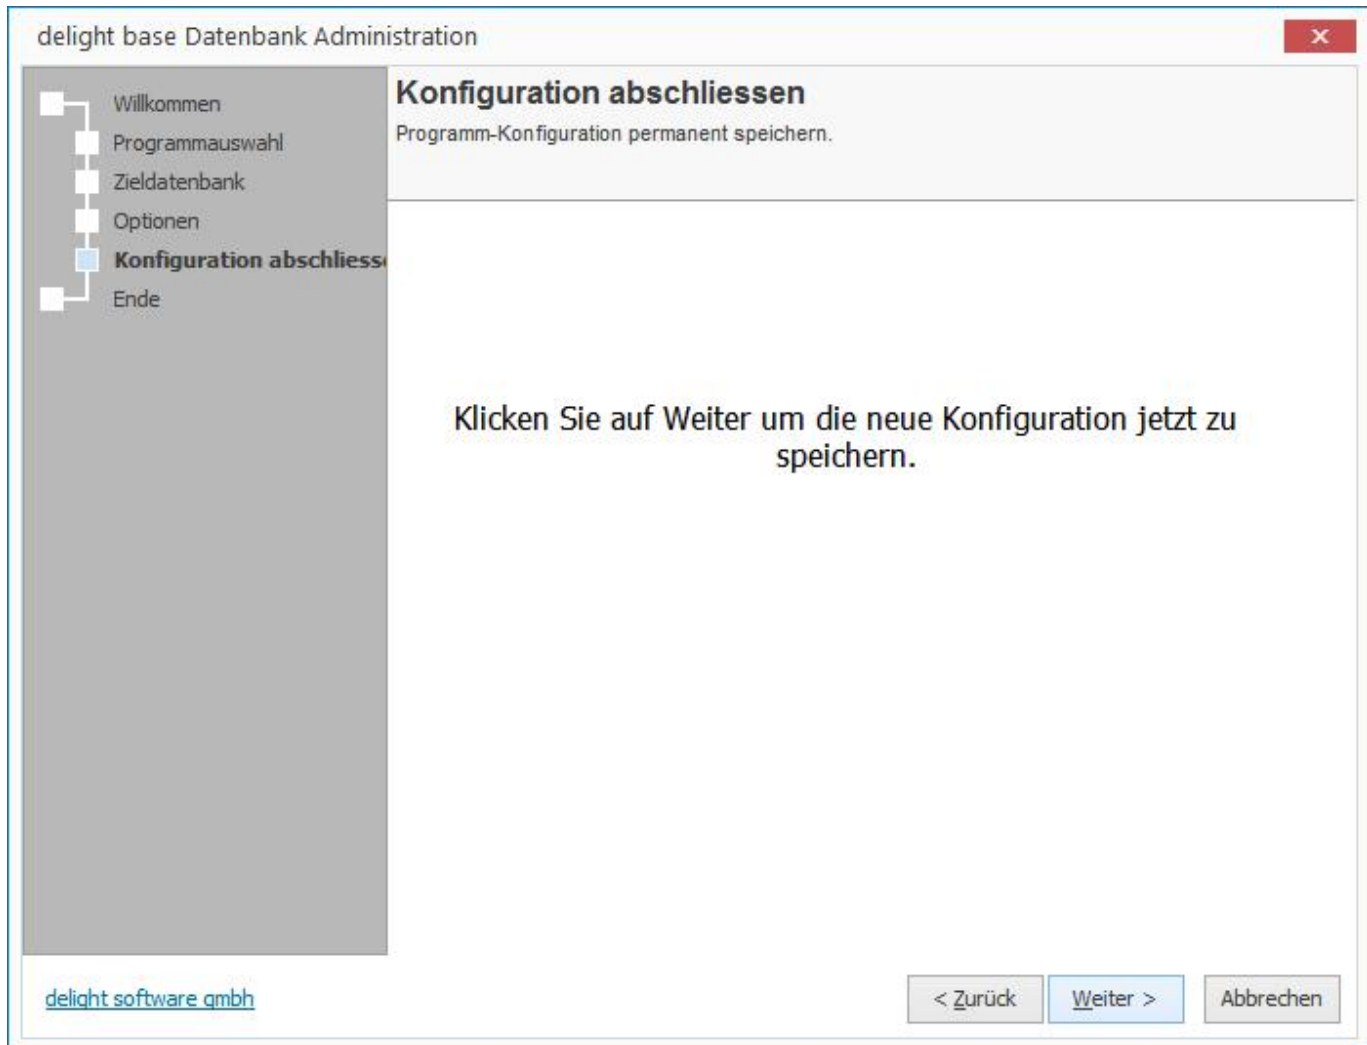 delight base Datenbank Administration
Willkommen
Programmauswahl
Zieldatenbank
Optionen
Konfiguration abschliess
Ende
Konfiguration abschliessen
Programm-Konfiguration permanent speichern.
Klicken Sie auf Weiter um die neue Konfiguration jetzt zu
speichern.
delight software gmbh
< Zurück
Weiter >
Abbrechen